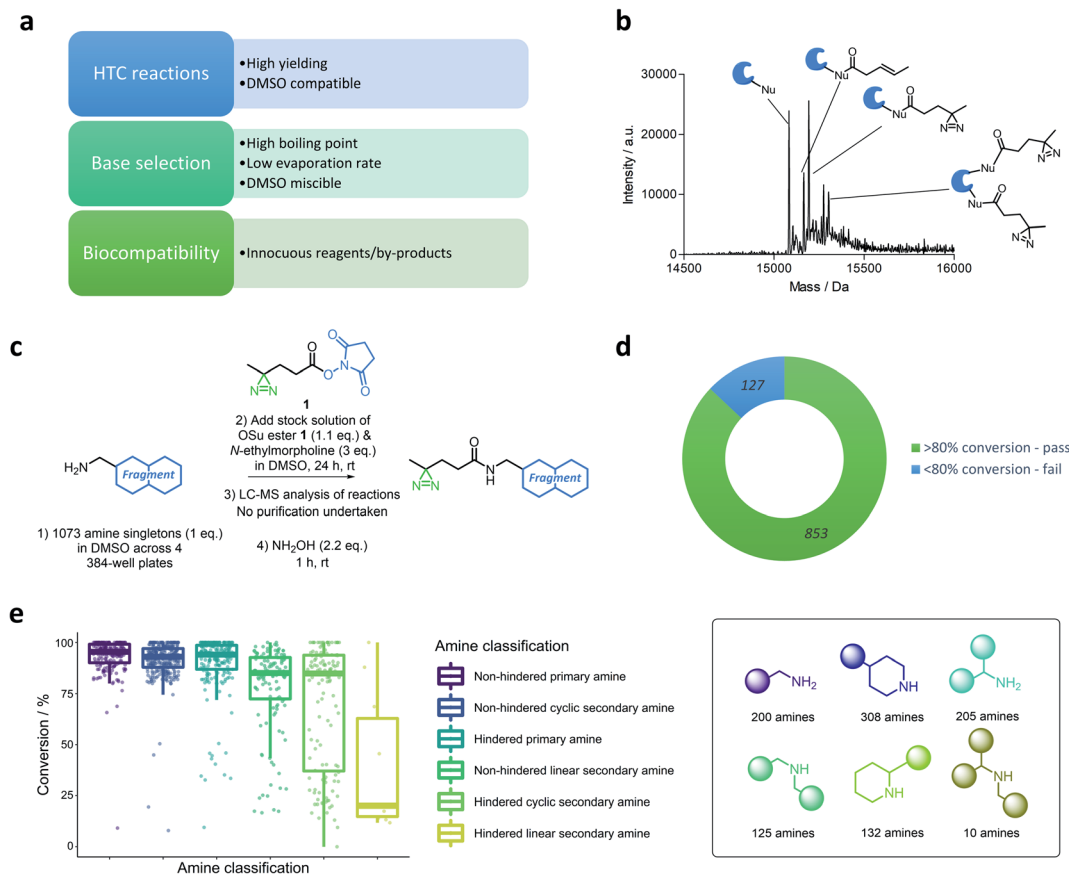 a
HTC reactions
•High yielding
•DMSO compatible
Base selection
•High boiling point
•Low evaporation rate
•DMSO miscible
Biocompatibility
•Innocuous reagents/by-products
b
Intensity / a.u.
30000
20000
10000
0
14500
15000
15500
16000
Mass / Da
Nu
O
Nu
O
Nu
N=N
O
Nu
N=N
Nu
O
N=N
c
O
O
N
O
O
N=N
1
2) Add stock solution of
OSu ester 1 (1.1 eq.) &
N-ethylmorpholine (3 eq.)
in DMSO, 24 h, rt
3) LC-MS analysis of reactions
No purification undertaken
4) NH2OH (2.2 eq.)
1 h, rt
H2N
Fragment
1) 1073 amine singletons (1 eq.)
in DMSO across 4
384-well plates
O
N=N
N
H
Fragment
d
127
853
>80% conversion - pass
<80% conversion - fail
e
Conversion / %
100
75
50
25
0
Amine classification
Amine classification
Non-hindered primary amine
Non-hindered cyclic secondary amine
Hindered primary amine
Non-hindered linear secondary amine
Hindered cyclic secondary amine
Hindered linear secondary amine
NH2
200 amines
NH
308 amines
NH2
205 amines
NH
125 amines
NH
132 amines
NH
10 amines